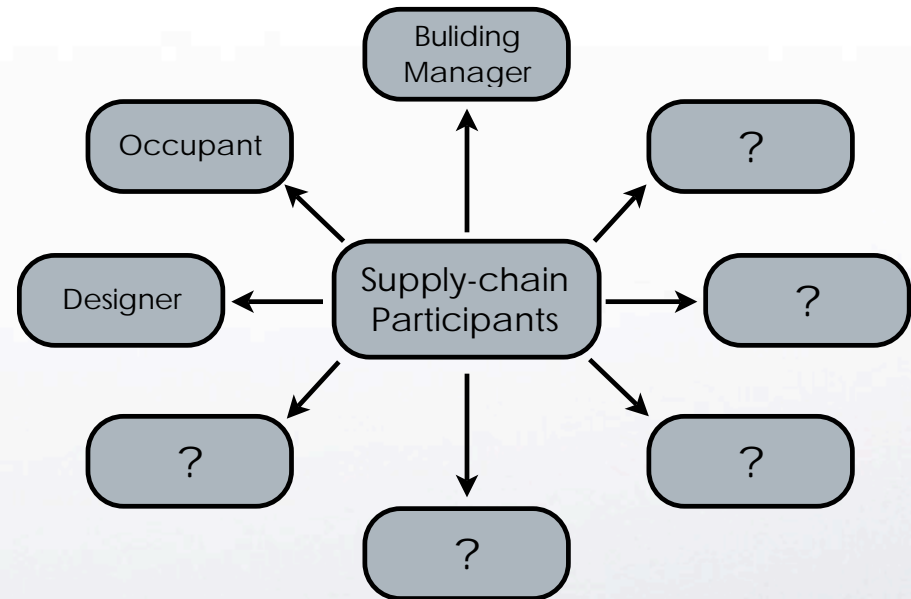 Buliding
Manager
Occupant
?
Designer
Supply-chain
Participants
?
?
?
?